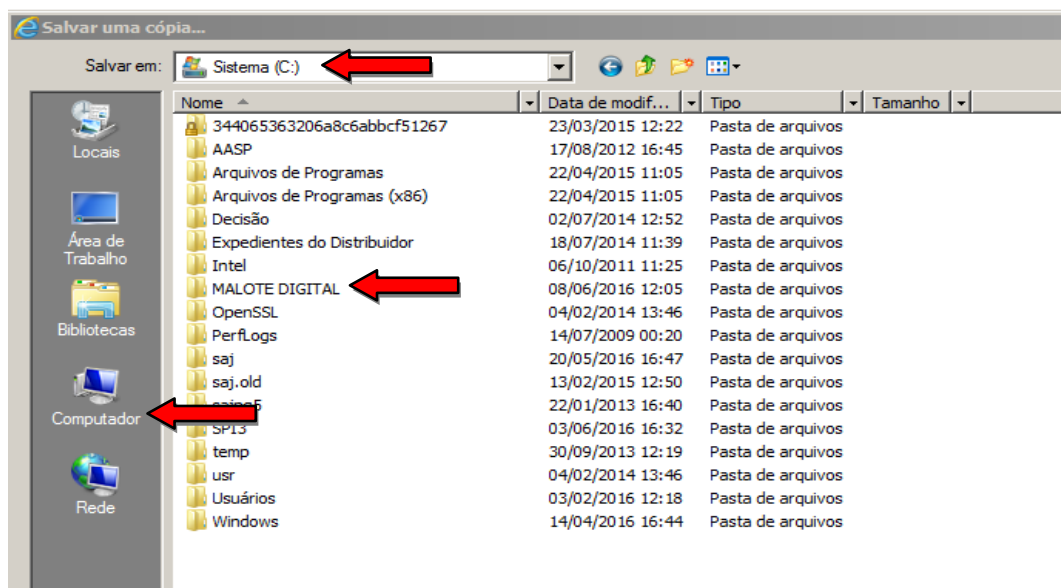 Salvar uma cópia...
Salvar em: Sistema (C:)
Nome Data de modif... Tipo Tamanho
344065363206a8c6abbcf51267 23/03/2015 12:22 Pasta de arquivos
AASP 17/08/2012 16:45 Pasta de arquivos
Arquivos de Programas 22/04/2015 11:05 Pasta de arquivos
Arquivos de Programas (x86) 22/04/2015 11:05 Pasta de arquivos
Decisão 02/07/2014 12:52 Pasta de arquivos
Expedientes do Distribuidor 18/07/2014 11:39 Pasta de arquivos
Intel 06/10/2011 11:25 Pasta de arquivos
MALOTE DIGITAL 08/06/2016 12:05 Pasta de arquivos
OpenSSL 04/02/2014 13:46 Pasta de arquivos
PerfLogs 14/07/2009 00:20 Pasta de arquivos
saj 20/05/2016 16:47 Pasta de arquivos
saj.old 13/02/2015 12:50 Pasta de arquivos
22/01/2013 16:40 Pasta de arquivos
SPI3 03/06/2016 16:32 Pasta de arquivos
temp 30/09/2013 12:19 Pasta de arquivos
usr 04/02/2014 13:46 Pasta de arquivos
Usuários 03/02/2016 12:18 Pasta de arquivos
Windows 14/04/2016 16:44 Pasta de arquivos
Locais
Área de
Trabalho
Bibliotecas
Computador
Rede